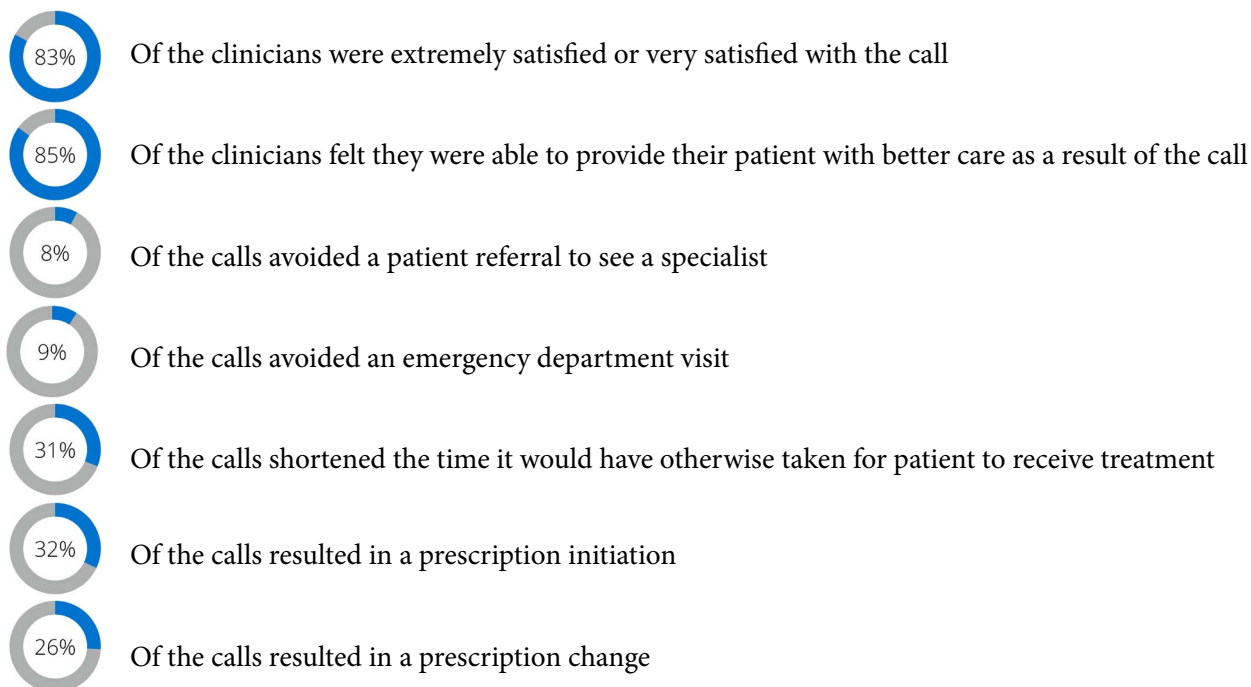 83% Of the clinicians were extremely satisfied or very satisfied with the call
85% Of the clinicians felt they were able to provide their patient with better care as a result of the call
8% Of the calls avoided a patient referral to see a specialist
9% Of the calls avoided an emergency department visit
31% Of the calls shortened the time it would have otherwise taken for patient to receive treatment
32% Of the calls resulted in a prescription initiation
26% Of the calls resulted in a prescription change